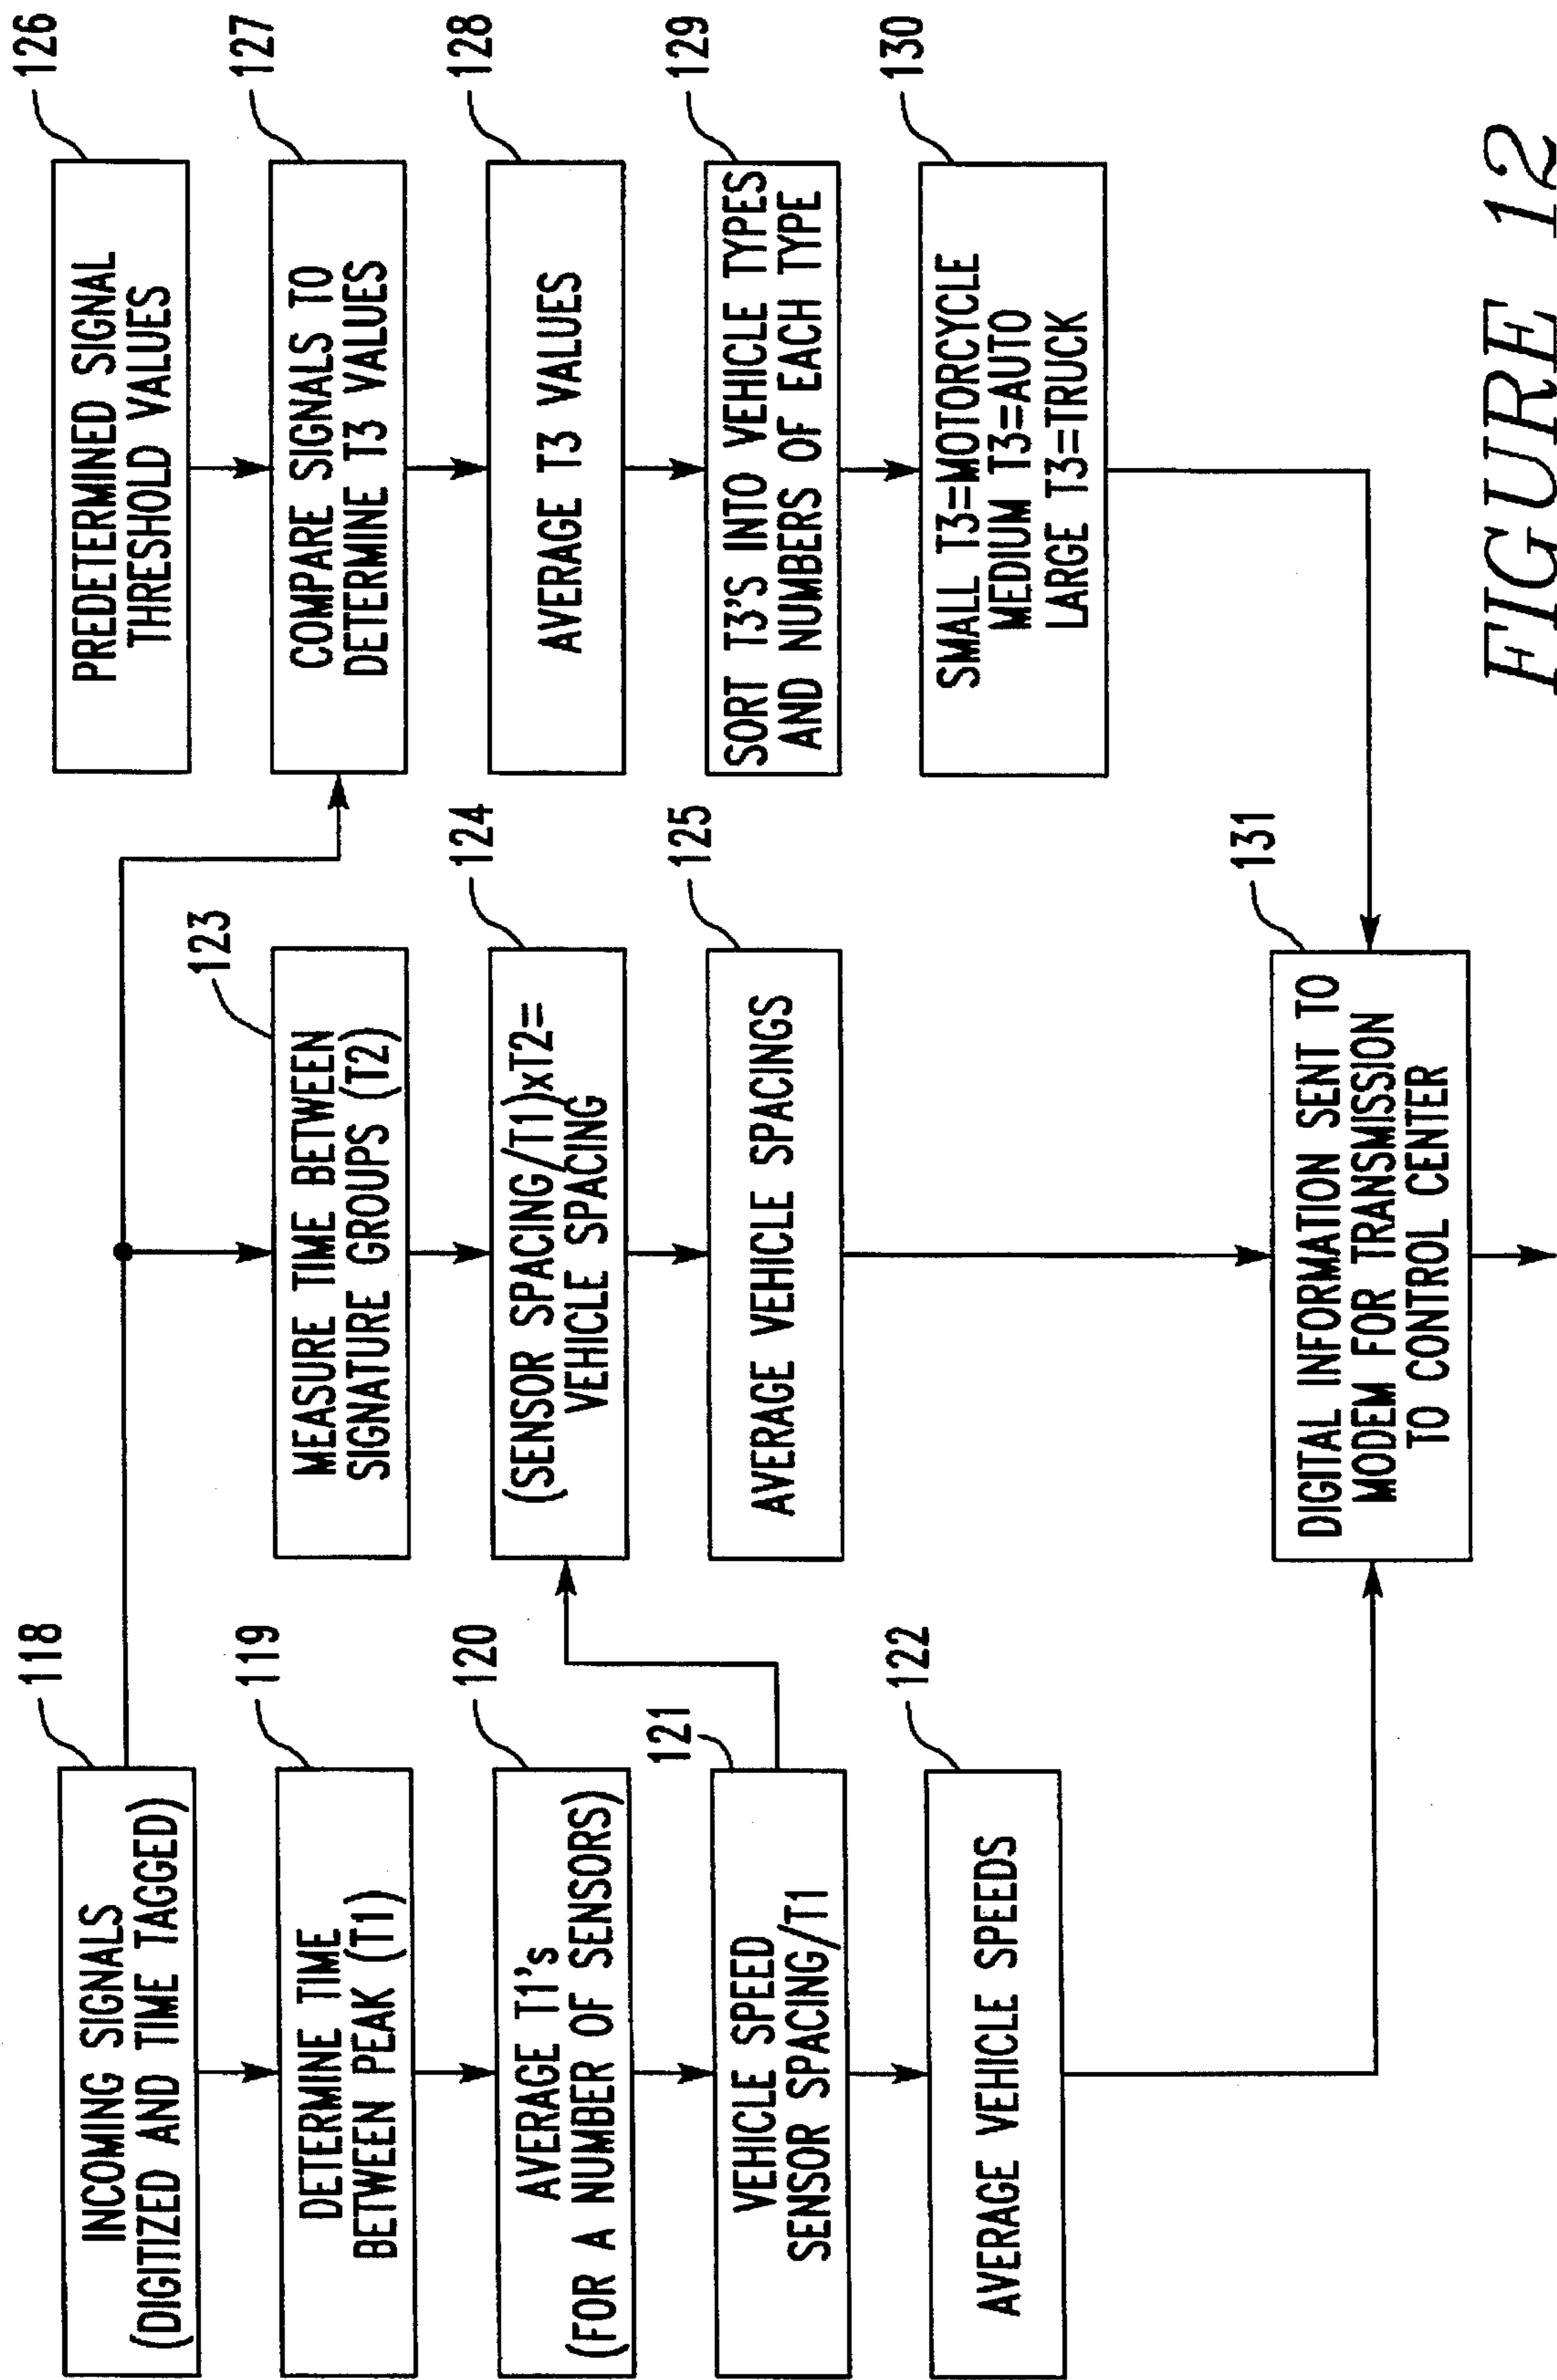 118
INCOMING SIGNALS
(DIGITIZED AND TIME TAGGED)
119
DETERMINE TIME
BETWEEN PEAK (T1)
120
AVERAGE T1's
(FOR A NUMBER OF SENSORS)
121
VEHICLE SPEED
SENSOR SPACING/T1
122
AVERAGE VEHICLE SPEEDS
123
MEASURE TIME BETWEEN
SIGNATURE GROUPS (T2)
124
(SENSOR SPACING/T1)xT2=
VEHICLE SPACING
125
AVERAGE VEHICLE SPACINGS
126
PREDETERMINED SIGNAL
THRESHOLD VALUES
127
COMPARE SIGNALS TO
DETERMINE T3 VALUES
128
AVERAGE T3 VALUES
129
SORT T3'S INTO VEHICLE TYPES
AND NUMBERS OF EACH TYPE
130
SMALL T3=MOTORCYCLE
MEDIUM T3=AUTO
LARGE T3=TRUCK
131
DIGITAL INFORMATION SENT TO
MODEM FOR TRANSMISSION
TO CONTROL CENTER
FIGURE 12